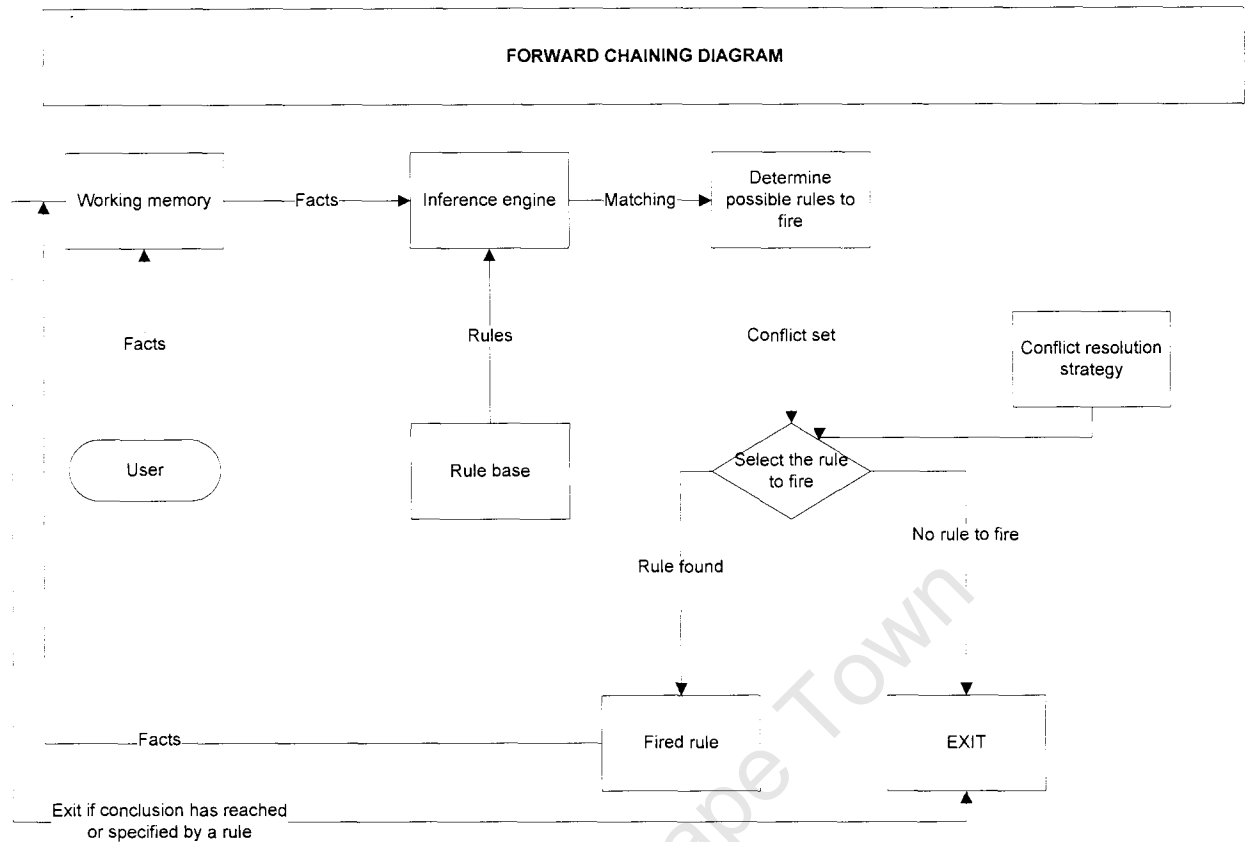 FORWARD CHAINING DIAGRAM
Working memory
Facts
Inference engine
Matching
Determine
possible rules to
fire
Facts
Rules
Conflict set
Conflict resolution
strategy
User
Rule base
Select the rule
to fire
No rule to fire
Rule found
Facts
Fired rule
EXIT
Exit if conclusion has reached
or specified by a rule
ape Town